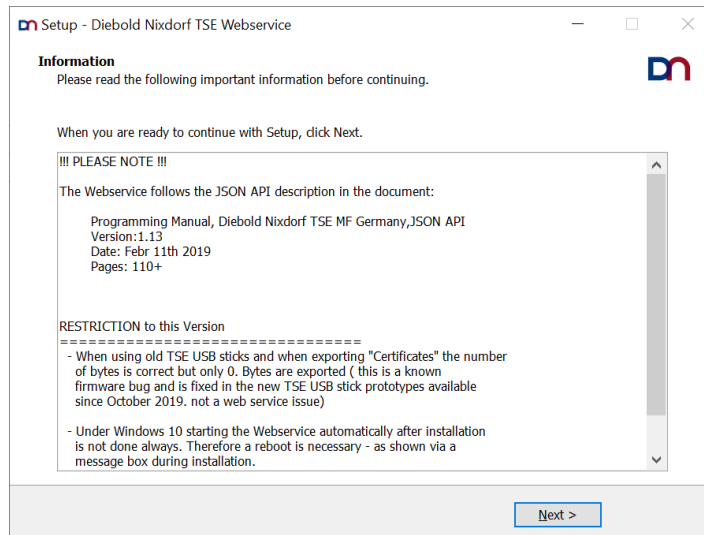 Setup - Diebold Nixdorf TSE Webservice
Information
Please read the following important information before continuing.
DN
When you are ready to continue with Setup, click Next.
!!! PLEASE NOTE !!!
The Webservice follows the JSON API description in the document:
Programming Manual, Diebold Nixdorf TSE MF Germany,JSON API
Version:1.13
Date: Febr 11th 2019
Pages: 110+
RESTRICTION to this Version
================================
- When using old TSE USB sticks and when exporting "Certificates" the number
of bytes is correct but only 0. Bytes are exported ( this is a known
firmware bug and is fixed in the new TSE USB stick prototypes available
since October 2019. not a web service issue)
- Under Windows 10 starting the Webservice automatically after installation
is not done always. Therefore a reboot is necessary - as shown via a
message box during installation.
Next >